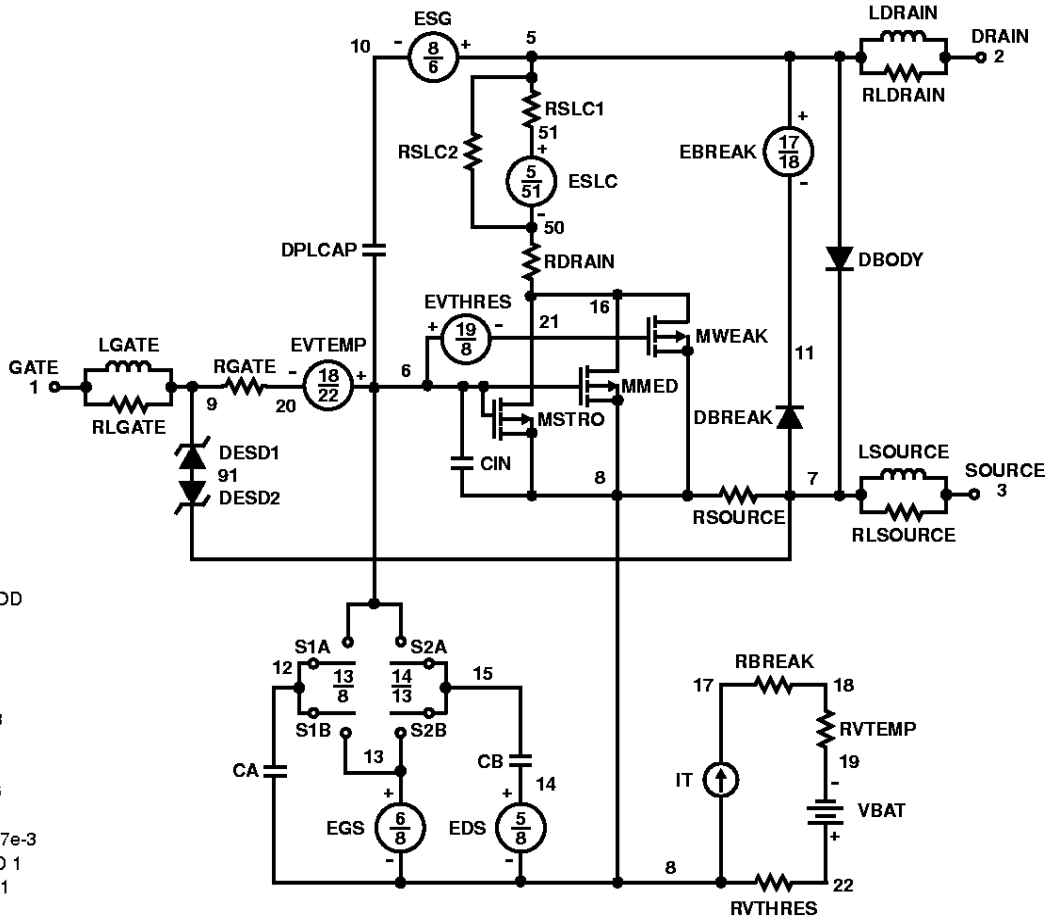 ESG
LDRAIN
10
-
8
6
+
5
DRAIN
2
RLDRAIN
RSLC1
51
+
RSLC2
5
51
ESLC
-
50
+
EBREAK
17
18
-
DPLCAP
RDRAIN
DBODY
EVTHRES
16
21
+
19
8
-
MWEAK
LGATE
EVTEMP
GATE
1
RGATE
-
18
22
+
6
11
MMED
9
20
RLGATE
MSTRO
DBREAK
DESD1
91
DESD2
CIN
LSOURCE
8
7
SOURCE
3
RSOURCE
RLSOURCE
DD
S1A
S2A
12
13
8
14
13
15
RBREAK
17
18
S1B
S2B
RVTEMP
13
CB
19
CA
14
IT
-
VBAT
+
+
EGS
6
8
-
+
EDS
5
8
-
7e-3
D 1
1
8
22
RVTHRES